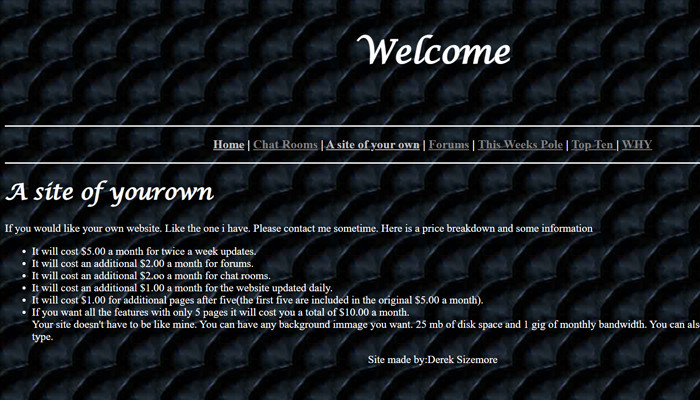 Welcome
Home | Chat Rooms | A site of your own | Forums | This Weeks Pole | Top Ten | WHY
A site of yourown
If you would like your own website. Like the one i have. Please contact me sometime. Here is a price breakdown and some information
It will cost $5.00 a month for twice a week updates.
It will cost an additional $2.00 a month for forums.
It will cost an additional $2.oo a month for chat rooms.
It will cost an additional $1.00 a month for the website updated daily.
It will cost $1.00 for additional pages after five(the first five are included in the original $5.00 a month).
If you want all the features with only 5 pages it will cost you a total of $10.00 a month.
Your site doesn't have to be like mine. You can have any background immage you want. 25 mb of disk space and 1 gig of monthly bandwidth. You can als
type.
Site made by:Derek Sizemore